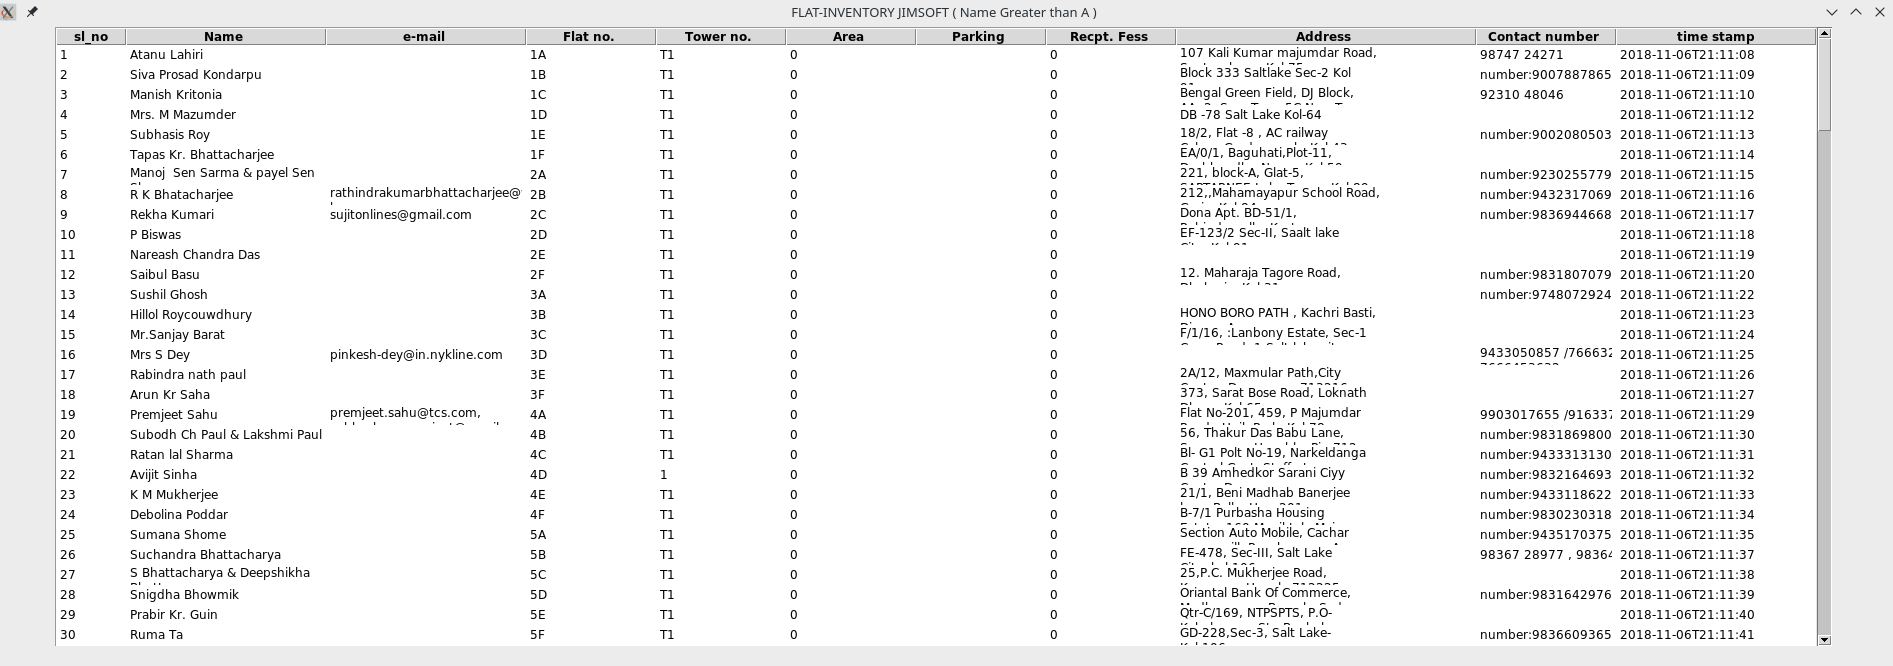 FLAT-INVENTORY JIMSOFT ( Name Greater than A )
sl_no Name e-mail Flat no. Tower no. Area Parking Recpt. Fess Address Contact number time stamp
1 Atanu Lahiri 1A T1 0 0 107 Kali Kumar majumdar Road, 98747 24271 2018-11-06T21:11:08
2 Siva Prosad Kondarpu 1B T1 0 0 Block 333 Saltlake Sec-2 Kol number:9007887865 2018-11-06T21:11:09
3 Manish Kritonia 1C T1 0 0 Bengal Green Field, DJ Block, 92310 48046 2018-11-06T21:11:10
4 Mrs. M Mazumder 1D T1 0 0 DB -78 Salt Lake Kol-64 2018-11-06T21:11:12
5 Subhasis Roy 1E T1 0 0 18/2, Flat -8 , AC railway number:9002080503 2018-11-06T21:11:13
6 Tapas Kr. Bhattacharjee 1F T1 0 0 EA/0/1, Baguhati,Plot-11, 2018-11-06T21:11:14
7 Manoj  Sen Sarma & payel Sen 2A T1 0 0 221, block-A, Glat-5, number:9230255779 2018-11-06T21:11:15
8 R K Bhatacharjee rathindrakumarbhattacharjee@ 2B T1 0 0 212,,Mahamayapur School Road, number:9432317069 2018-11-06T21:11:16
9 Rekha Kumari sujitonlines@gmail.com 2C T1 0 0 Dona Apt. BD-51/1, number:9836944668 2018-11-06T21:11:17
10 P Biswas 2D T1 0 0 EF-123/2 Sec-II, Saalt lake 2018-11-06T21:11:18
11 Nareash Chandra Das 2E T1 0 0 2018-11-06T21:11:19
12 Saibul Basu 2F T1 0 0 12. Maharaja Tagore Road, number:9831807079 2018-11-06T21:11:20
13 Sushil Ghosh 3A T1 0 0 number:9748072924 2018-11-06T21:11:22
14 Hillol Roycouwdhury 3B T1 0 0 HONO BORO PATH , Kachri Basti, 2018-11-06T21:11:23
15 Mr.Sanjay Barat 3C T1 0 0 F/1/16, :Lanbony Estate, Sec-1 2018-11-06T21:11:24
16 Mrs S Dey pinkesh-dey@in.nykline.com 3D T1 0 0 9433050857 /766632 2018-11-06T21:11:25
17 Rabindra nath paul 3E T1 0 0 2A/12, Maxmular Path,City 2018-11-06T21:11:26
18 Arun Kr Saha 3F T1 0 0 373, Sarat Bose Road, Loknath 2018-11-06T21:11:27
19 Premjeet Sahu premjeet.sahu@tcs.com, 4A T1 0 0 Flat No-201, 459, P Majumdar 9903017655 /916337 2018-11-06T21:11:29
20 Subodh Ch Paul & Lakshmi Paul 4B T1 0 0 56, Thakur Das Babu Lane, number:9831869800 2018-11-06T21:11:30
21 Ratan lal Sharma 4C T1 0 0 Bl- G1 Polt No-19, Narkeldanga number:9433313130 2018-11-06T21:11:31
22 Avijit Sinha 4D 1 0 0 B 39 Amhedkor Sarani Ciyy number:9832164693 2018-11-06T21:11:32
23 K M Mukherjee 4E T1 0 0 21/1, Beni Madhab Banerjee number:9433118622 2018-11-06T21:11:33
24 Debolina Poddar 4F T1 0 0 B-7/1 Purbasha Housing number:9830230318 2018-11-06T21:11:34
25 Sumana Shome 5A T1 0 0 Section Auto Mobile, Cachar number:9435170375 2018-11-06T21:11:35
26 Suchandra Bhattacharya 5B T1 0 0 FE-478, Sec-III, Salt Lake 98367 28977 , 98364 2018-11-06T21:11:37
27 S Bhattacharya & Deepshikha 5C T1 0 0 25,P.C. Mukherjee Road, 2018-11-06T21:11:38
28 Snigdha Bhowmik 5D T1 0 0 Oriantal Bank Of Commerce, number:9831642976 2018-11-06T21:11:39
29 Prabir Kr. Guin 5E T1 0 0 Qtr-C/169, NTPSPTS, P.O- 2018-11-06T21:11:40
30 Ruma Ta 5F T1 0 0 GD-228,Sec-3, Salt Lake- number:9836609365 2018-11-06T21:11:41